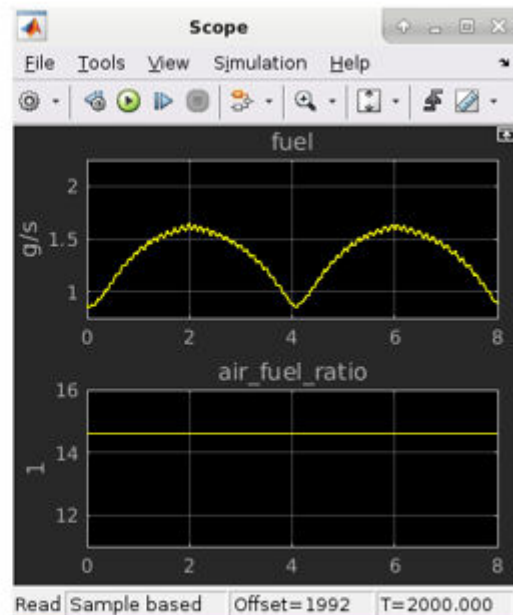 Scope
File Tools View Simulation Help
fuel
2
1.5
1
g/s
0 2 4 6 8
air_fuel_ratio
16
14
12
1
0 2 4 6 8
Read Sample based Offset=1992 T=2000.000